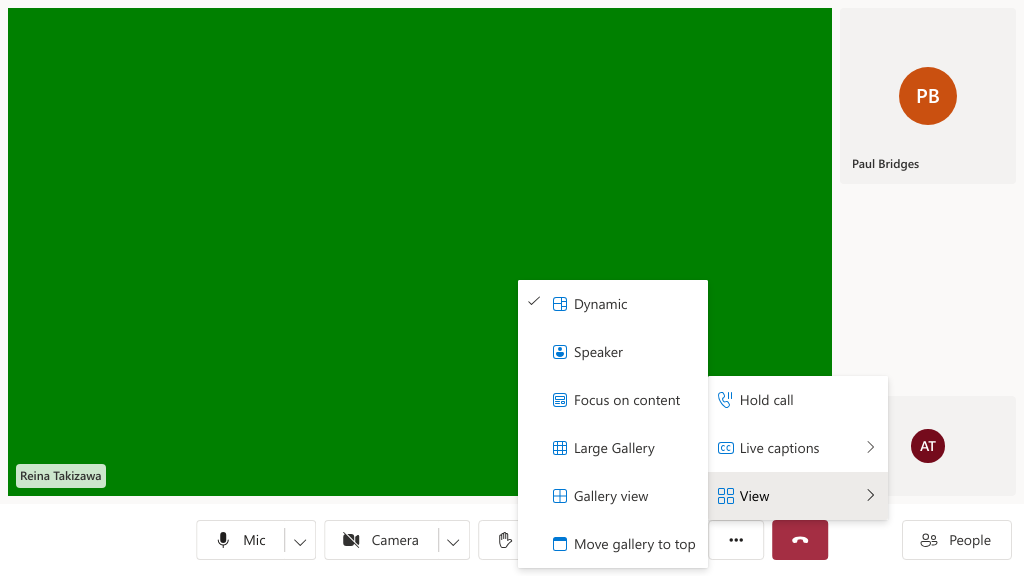 PB
Paul Bridges
Dynamic
Speaker
Focus on content
Large Gallery
Gallery view
Move gallery to top
Hold call
CC Live captions
View
AT
Reina Takizawa
Mic
Camera
People